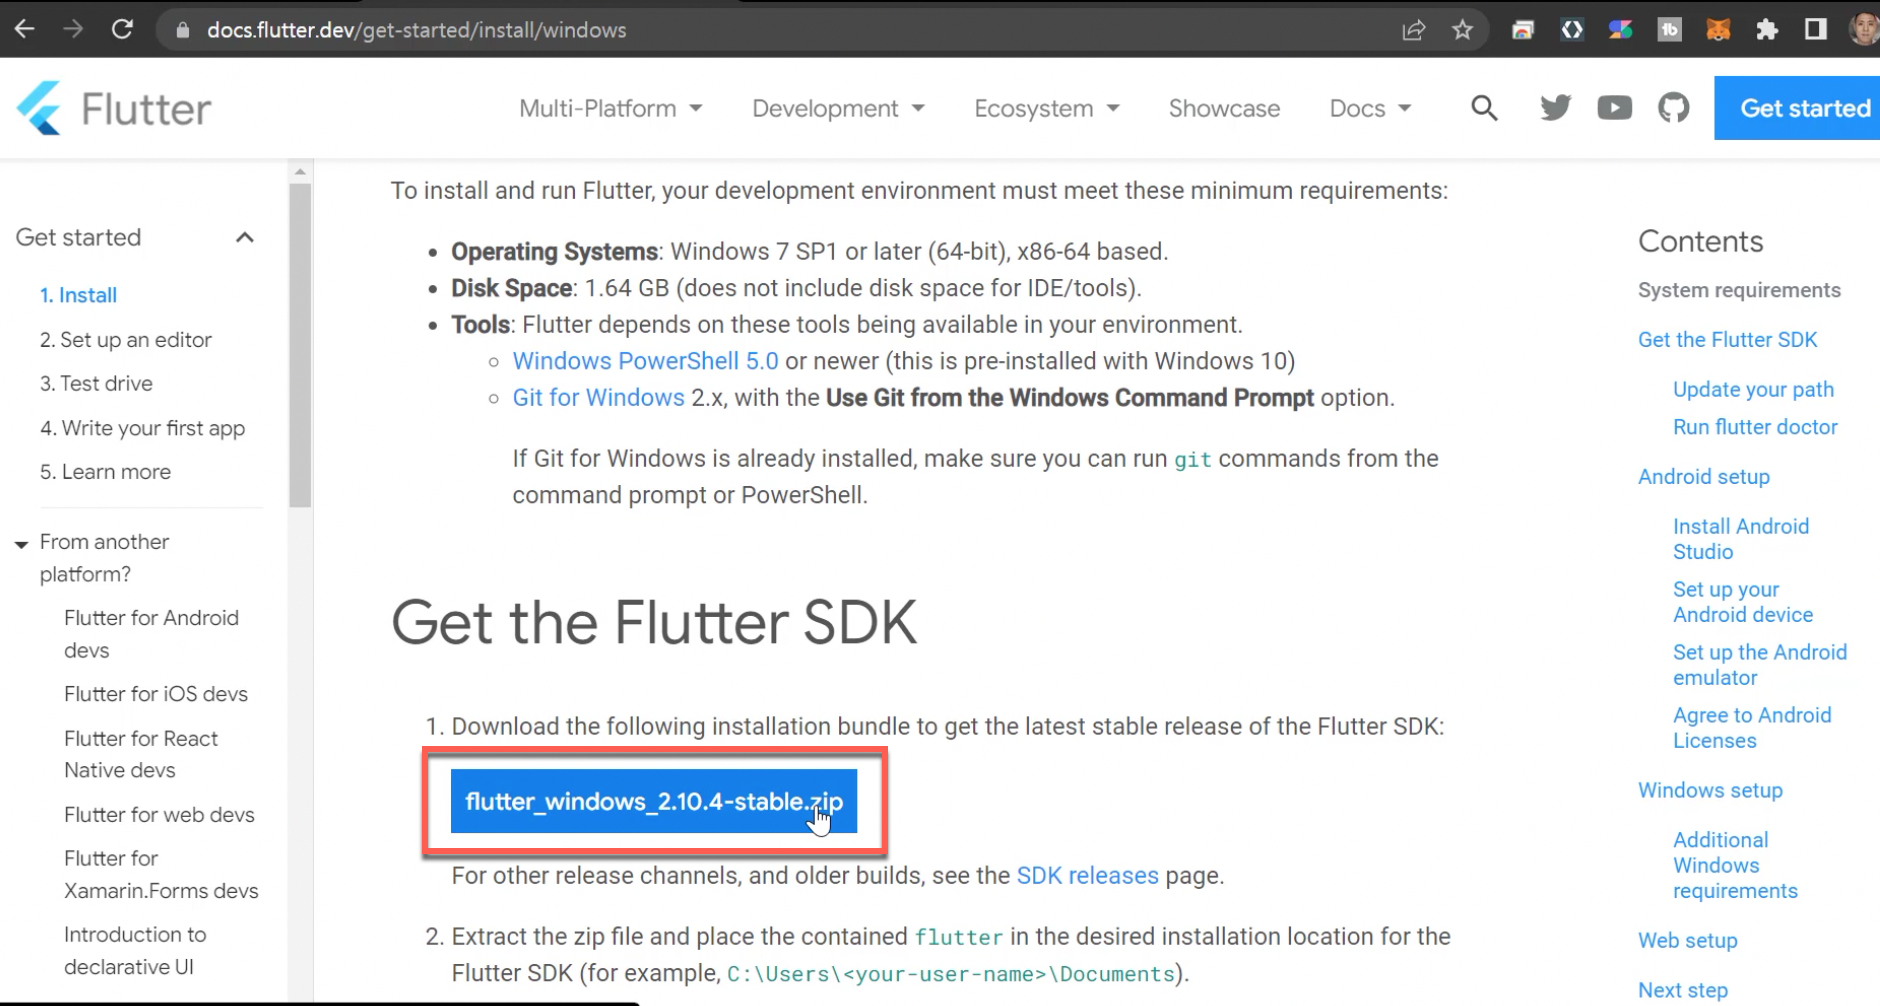 docs.flutter.dev/get-started/install/windows
Flutter
Multi-Platform
Development
Ecosystem
Showcase
Docs
Get started
Get started
1. Install
2. Set up an editor
3. Test drive
4. Write your first app
5. Learn more
From another
platform?
Flutter for Android
devs
Flutter for iOS devs
Flutter for React
Native devs
Flutter for web devs
Flutter for
Xamarin.Forms devs
Introduction to
declarative UI
To install and run Flutter, your development environment must meet these minimum requirements:
• Operating Systems: Windows 7 SP1 or later (64-bit), x86-64 based.
• Disk Space: 1.64 GB (does not include disk space for IDE/tools).
• Tools: Flutter depends on these tools being available in your environment.
○ Windows PowerShell 5.0 or newer (this is pre-installed with Windows 10)
○ Git for Windows 2.x, with the Use Git from the Windows Command Prompt option.
If Git for Windows is already installed, make sure you can run git commands from the
command prompt or PowerShell.
Get the Flutter SDK
1. Download the following installation bundle to get the latest stable release of the Flutter SDK:
flutter_windows_2.10.4-stable.zip
For other release channels, and older builds, see the SDK releases page.
2. Extract the zip file and place the contained flutter in the desired installation location for the
Flutter SDK (for example, C:\Users\<your-user-name>\Documents).
Contents
System requirements
Get the Flutter SDK
Update your path
Run flutter doctor
Android setup
Install Android
Studio
Set up your
Android device
Set up the Android
emulator
Agree to Android
Licenses
Windows setup
Additional
Windows
requirements
Web setup
Next step